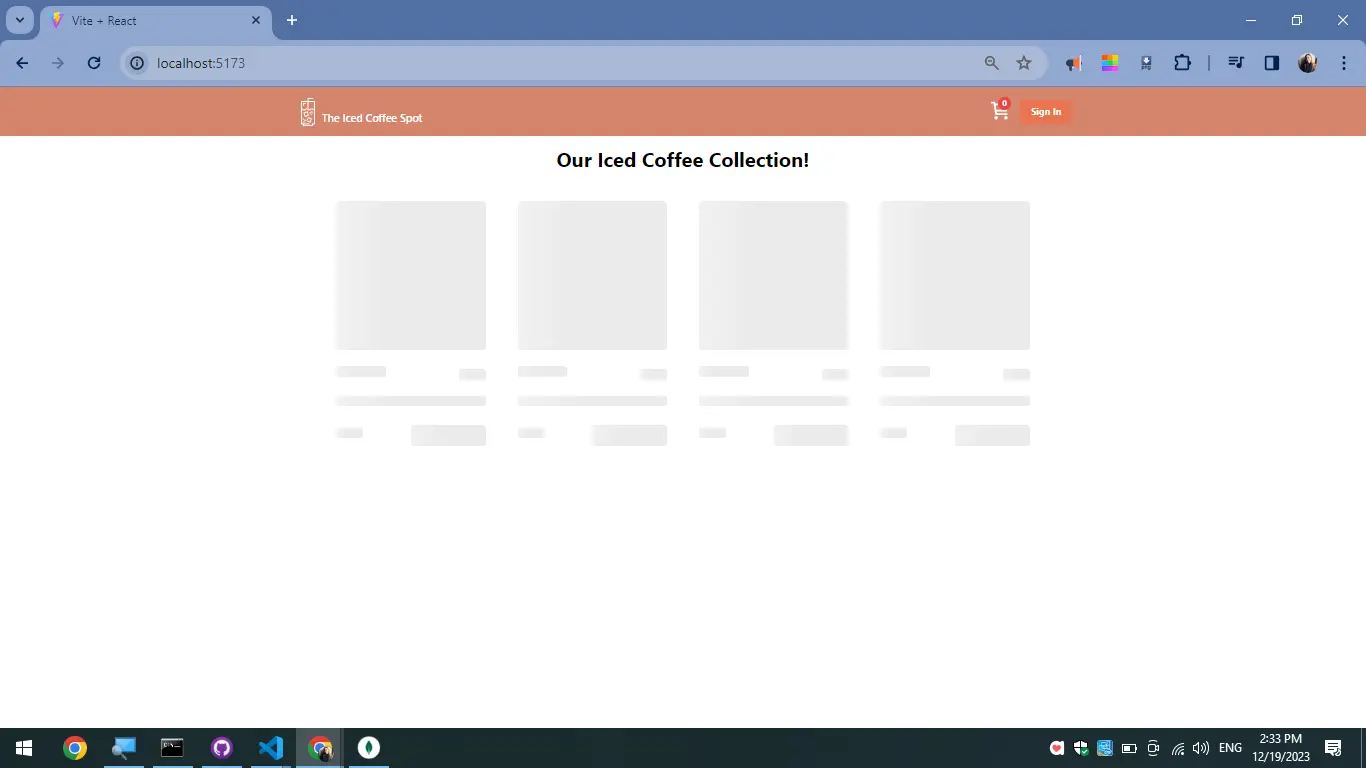 Vite + React
localhost:5173
The Iced Coffee Spot
0
Sign In
Our Iced Coffee Collection!
ENG
2:33 PM
12/19/2023